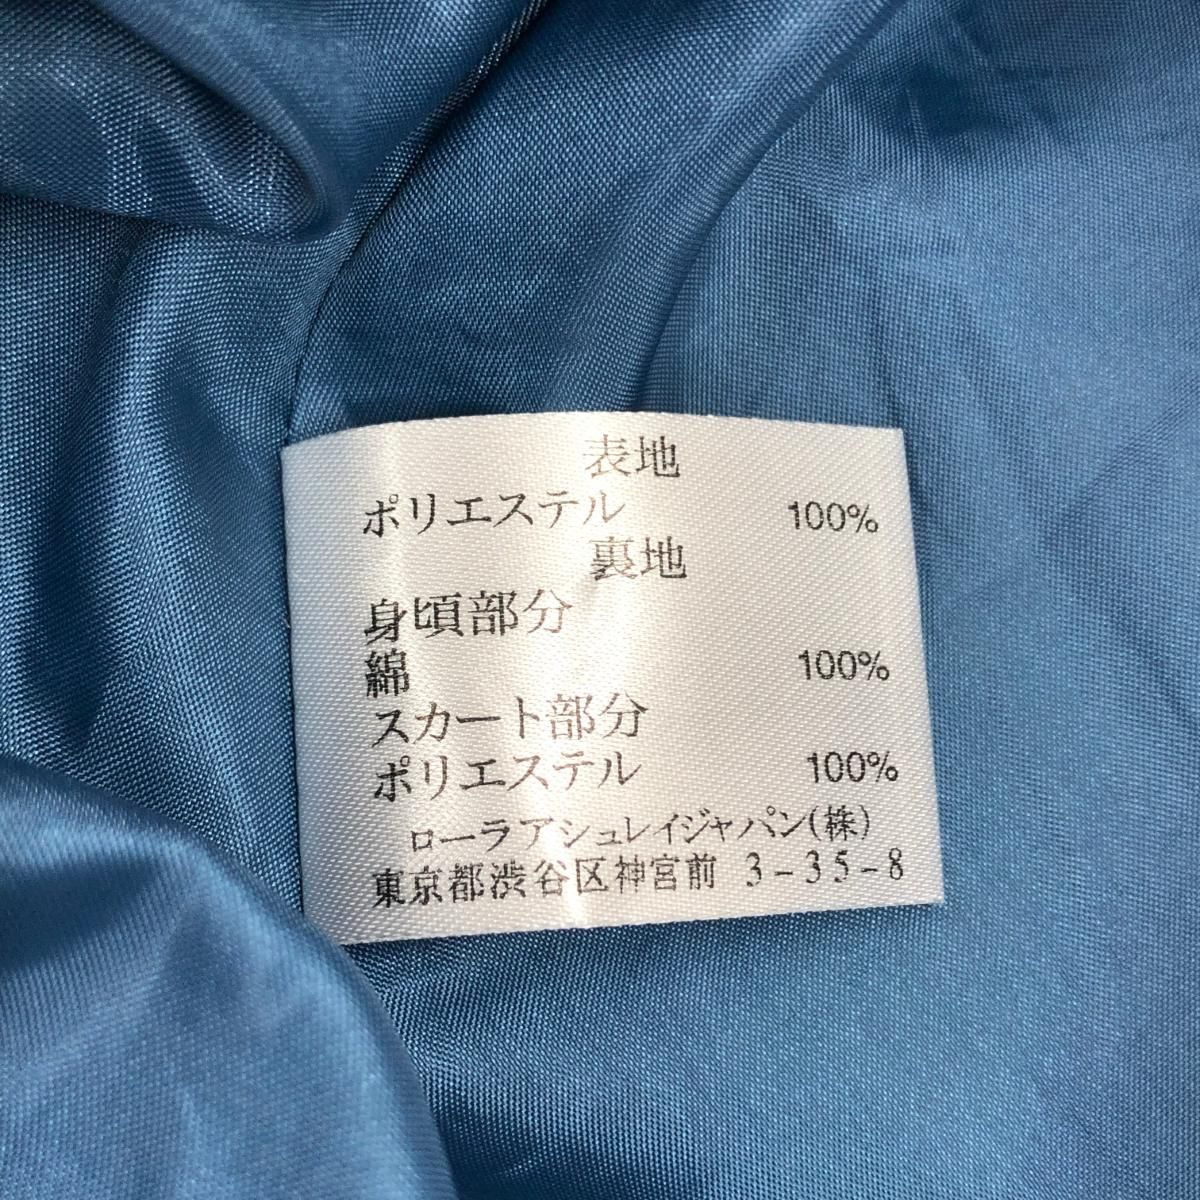 表地
ポリエステル 100%
裏地
身頃部分
綿 100%
スカート部分
ポリエステル 100%
ローラアシュレイジャパン(株)
東京都渋谷区神宮前 3-35-8